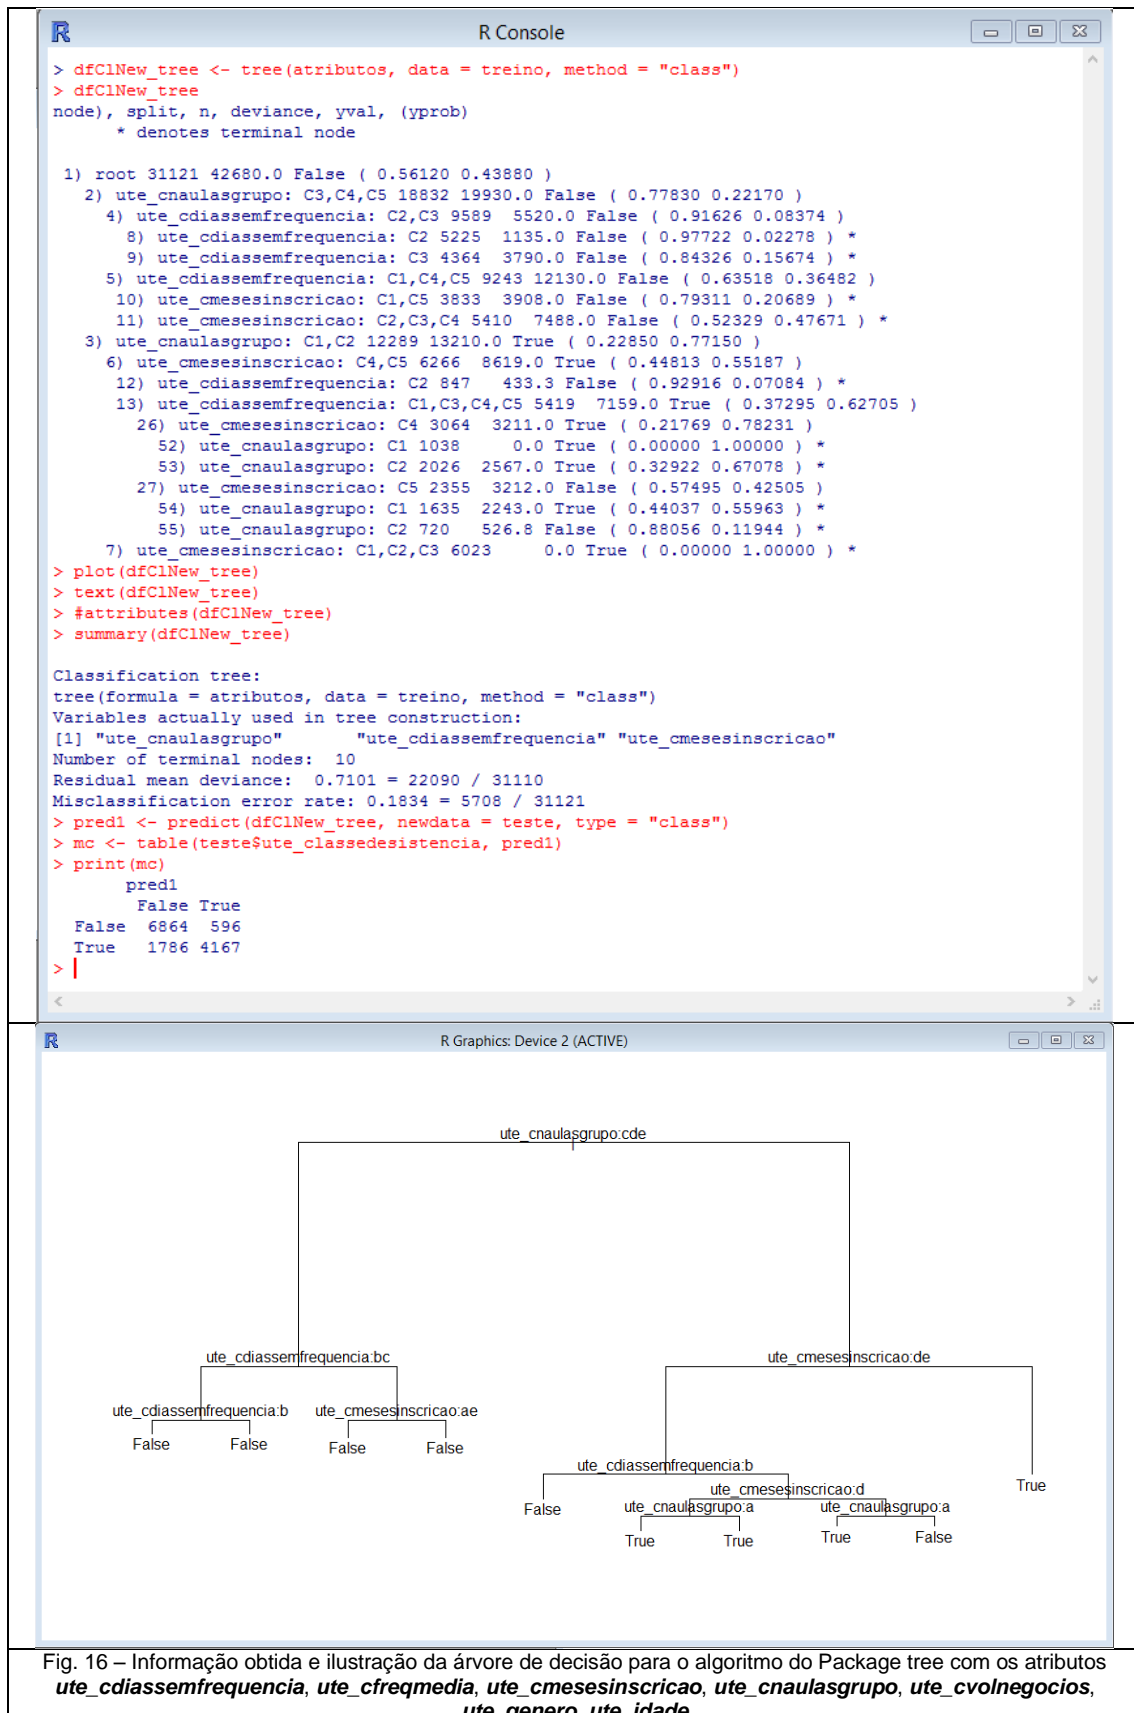 R Console
> dfClNew_tree <- tree(atributos, data = treino, method = "class")
> dfClNew_tree
node), split, n, deviance, yval, (yprob)
* denotes terminal node
1) root 31121 42680.0 False ( 0.56120 0.43880 )
2) ute_cnaulasgrupo: C3,C4,C5 18832 19930.0 False ( 0.77830 0.22170 )
4) ute_cdiassemfrequencia: C2,C3 9589 5520.0 False ( 0.91626 0.08374 )
8) ute_cdiassemfrequencia: C2 5225 1135.0 False ( 0.97722 0.02278 ) *
9) ute_cdiassemfrequencia: C3 4364 3790.0 False ( 0.84326 0.15674 ) *
5) ute_cdiassemfrequencia: C1,C4,C5 9243 12130.0 False ( 0.63518 0.36482 )
10) ute_cmesesinscricao: C1,C5 3833 3908.0 False ( 0.79311 0.20689 ) *
11) ute_cmesesinscricao: C2,C3,C4 5410 7488.0 False ( 0.52329 0.47671 ) *
3) ute_cnaulasgrupo: C1,C2 12289 13210.0 True ( 0.22850 0.77150 )
6) ute_cmesesinscricao: C4,C5 6266 8619.0 True ( 0.44813 0.55187 )
12) ute_cdiassemfrequencia: C2 847 433.3 False ( 0.92916 0.07084 ) *
13) ute_cdiassemfrequencia: C1,C3,C4,C5 5419 7159.0 True ( 0.37295 0.62705 )
26) ute_cmesesinscricao: C4 3064 3211.0 True ( 0.21769 0.78231 )
52) ute_cnaulasgrupo: C1 1038 0.0 True ( 0.00000 1.00000 ) *
53) ute_cnaulasgrupo: C2 2026 2567.0 True ( 0.32922 0.67078 ) *
27) ute_cmesesinscricao: C5 2355 3212.0 False ( 0.57495 0.42505 )
54) ute_cnaulasgrupo: C1 1635 2243.0 True ( 0.44037 0.55963 ) *
55) ute_cnaulasgrupo: C2 720 526.8 False ( 0.88056 0.11944 ) *
7) ute_cmesesinscricao: C1,C2,C3 6023 0.0 True ( 0.00000 1.00000 ) *
> plot(dfClNew_tree)
> text(dfClNew_tree)
> #attributes(dfClNew_tree)
> summary(dfClNew_tree)
Classification tree:
tree(formula = atributos, data = treino, method = "class")
Variables actually used in tree construction:
[1] "ute_cnaulasgrupo" "ute_cdiassemfrequencia" "ute_cmesesinscricao"
Number of terminal nodes: 10
Residual mean deviance: 0.7101 = 22090 / 31110
Misclassification error rate: 0.1834 = 5708 / 31121
> pred1 <- predict(dfClNew_tree, newdata = teste, type = "class")
> mc <- table(teste$ute_classedesistencia, pred1)
> print(mc)
pred1
False True
False 6864 596
True 1786 4167
>
R Graphics: Device 2 (ACTIVE)
ute_cnaulasgrupo:cde
ute_cdiassemfrequencia:bc ute_cmesesinscricao:de
ute_cdiassemfrequencia:b ute_cmesesinscricao:ae
False False False False
ute_cdiassemfrequencia:b
True
ute_cmesesinscricao:d
False ute_cnaulasgrupo:a ute_cnaulasgrupo:a
True True True False
Fig. 16 – Informação obtida e ilustração da árvore de decisão para o algoritmo do Package tree com os atributos
ute_cdiassemfrequencia, ute_cfreqmedia, ute_cmesesinscricao, ute_cnaulasgrupo, ute_cvolnegocios,
ute_genero, ute_idade